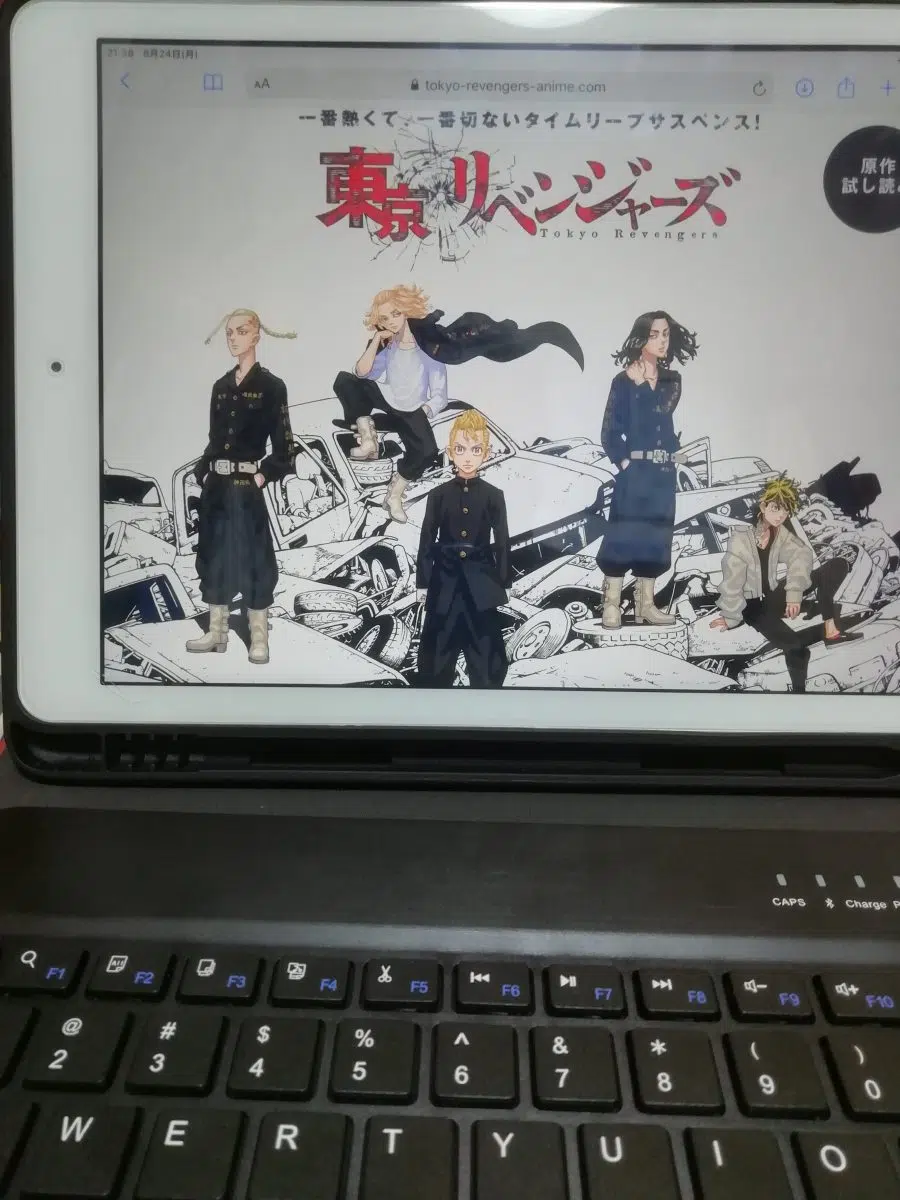 21:38 8月24日(月)
AA
tokyo-revengers-anime.com
一番熱くて、一番切ないタイムリープサスペンス!
東京リベンジャーズ
Tokyo Revengers
原作
試し読
CAPS Charge
F1 F2 F3 F4 F5 F6 F7 F8 F9 F10
@ # $ % ^ & * ( )
2 3 4 5 6 7 8 9 0
W E R T Y U I O